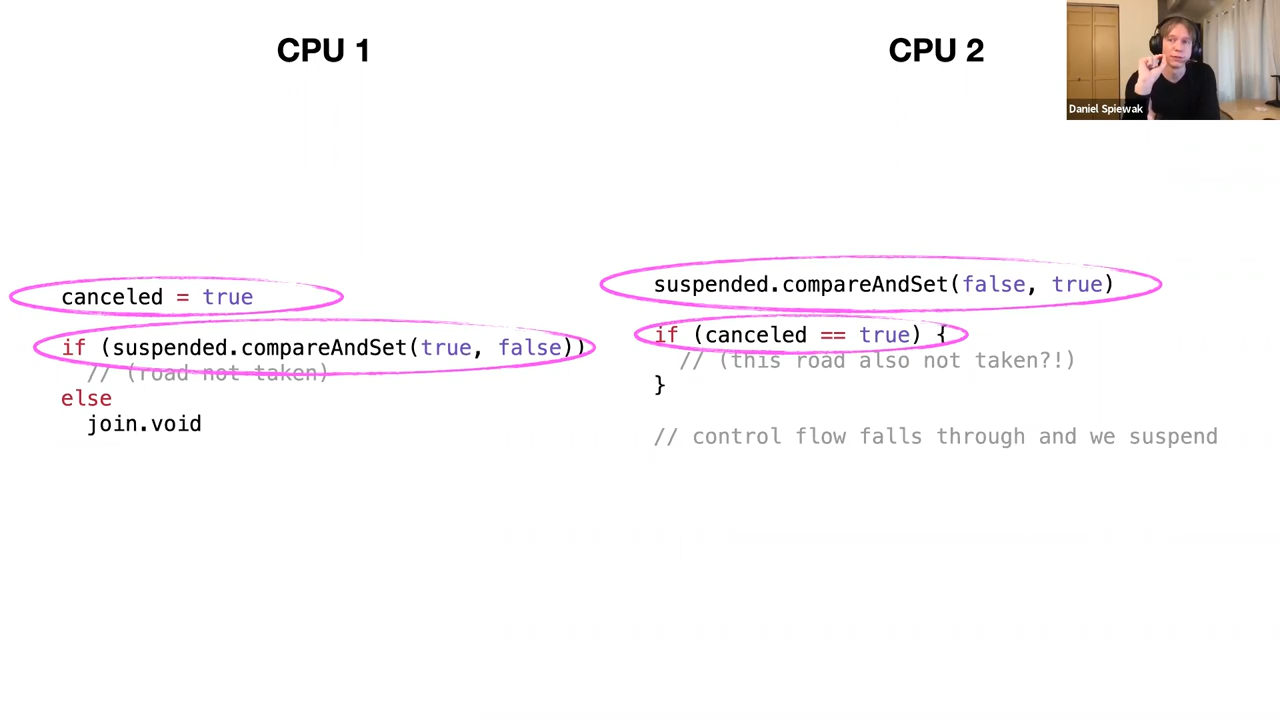 CPU 1
canceled = true
if (suspended.compareAndSet(true, false))
// (road not taken)
else
join.void
CPU 2
suspended.compareAndSet(false, true)
if (canceled == true) {
// (this road also not taken?!)
}
// control flow falls through and we suspend
Daniel Spiewak